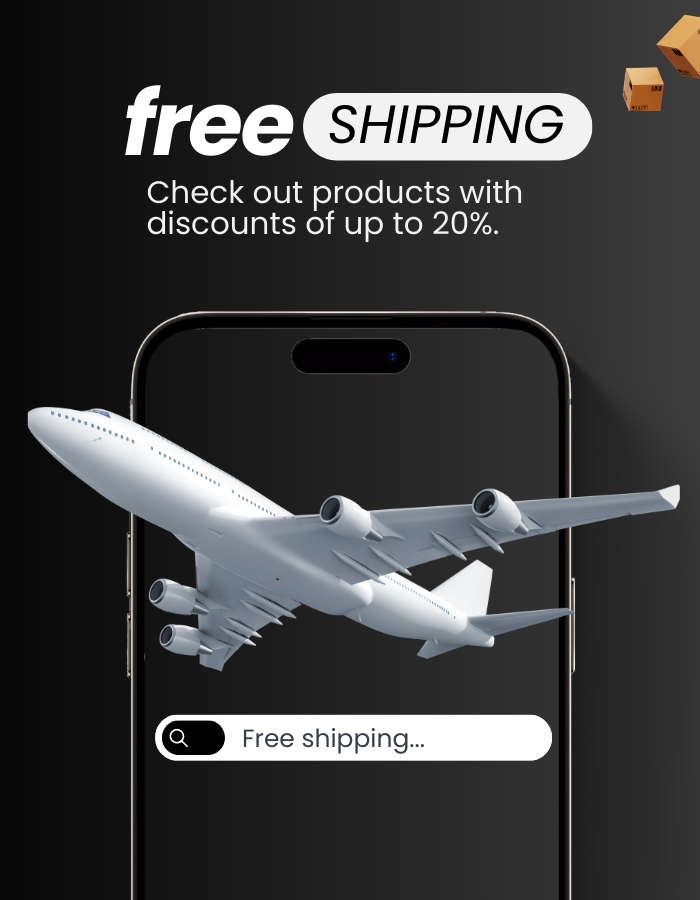 free SHIPPING
Check out products with
discounts of up to 20%.
Free shipping...